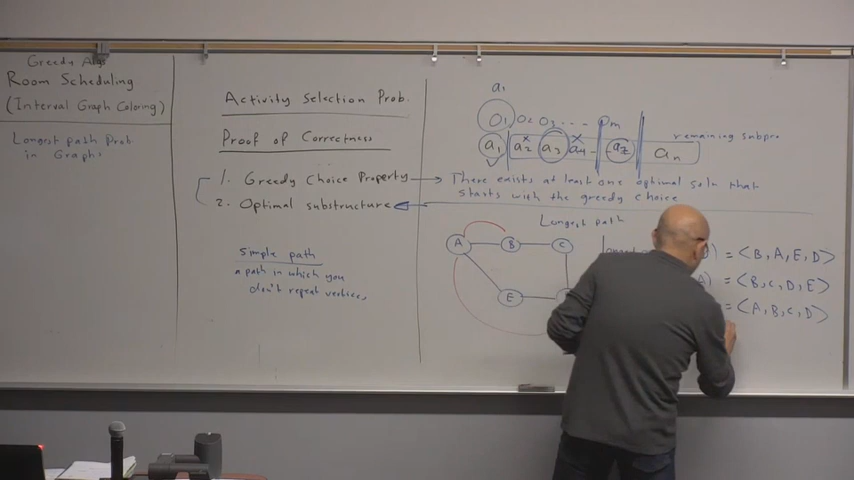 Greedy Alg.
Room Scheduling
(Interval Graph Coloring)
Longest path Prob.
in Graphs
Activity Selection Prob.
Proof of Correctness
1. Greedy Choice Property
2. Optimal substructure
simple path
a path in which you
don't repeat vertices,
a1
O1 O2 O3 ... Om
a1 a2 a3 a4 - - az an
remaining subpro
There exists at least one optimal soln that
starts with the greedy choice
Longest path
A B C
E
) = <B, A, E, D>
A) = <B, C, D, E>
= <A, B, C, D>